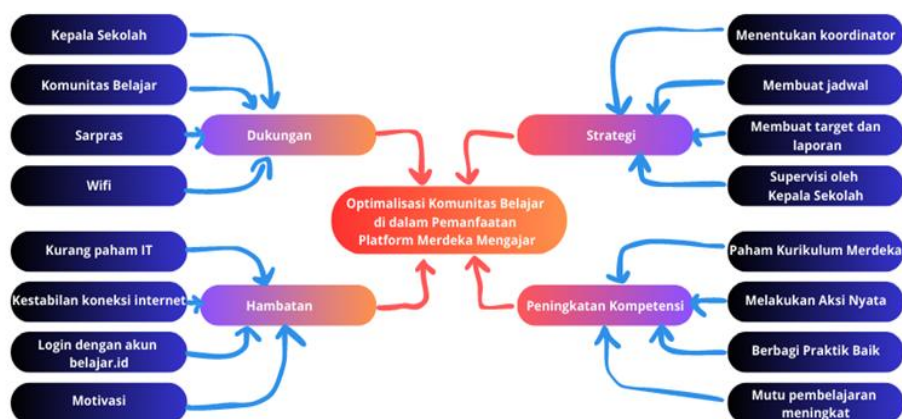 Kepala Sekolah
Komunitas Belajar
Sarpras
Wifi
Dukungan
Menentukan koordinator
Membuat jadwal
Membuat target dan
laporan
Supervisi oleh
Kepala Sekolah
Strategi
Optimalisasi Komunitas Belajar
di dalam Pemanfaatan
Platform Merdeka Mengajar
Kurang paham IT
Kestabilan koneksi internet
Login dengan akun
belajar.id
Motivasi
Hambatan
Paham Kurikulum Merdeka
Melakukan Aksi Nyata
Berbagi Praktik Baik
Mutu pembelajaran
meningkat
Peningkatan Kompetensi